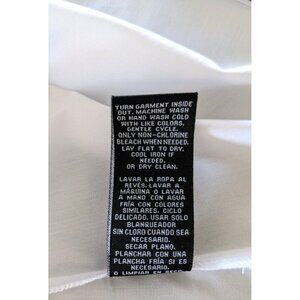 TURN GARMENT INSIDE
OUT. MACHINE WASH
OR HAND WASH COLD
WITH LIKE COLORS,
GENTLE CYCLE.
ONLY NON-CHLORINE
BLEACH WHEN NEEDED.
LAY FLAT TO DRY.
COOL IRON IF
NEEDED.
OR DRY CLEAN.
LAVAR LA ROPA AL
REVÉS. LAVAR A
MÁQUINA O LAVAR
A MANO CON AGUA
FRÍA CON COLORES
SIMILARES. CICLO
DELICADO. USAR SOLO
BLANQUEADOR
SIN CLORO CUANDO SEA
NECESARIO.
SECAR PLANO.
PLANCHAR CON UNA
PLANCHA FRÍA SI ES
NECESARIO.
O LIMPIAR EN SECO